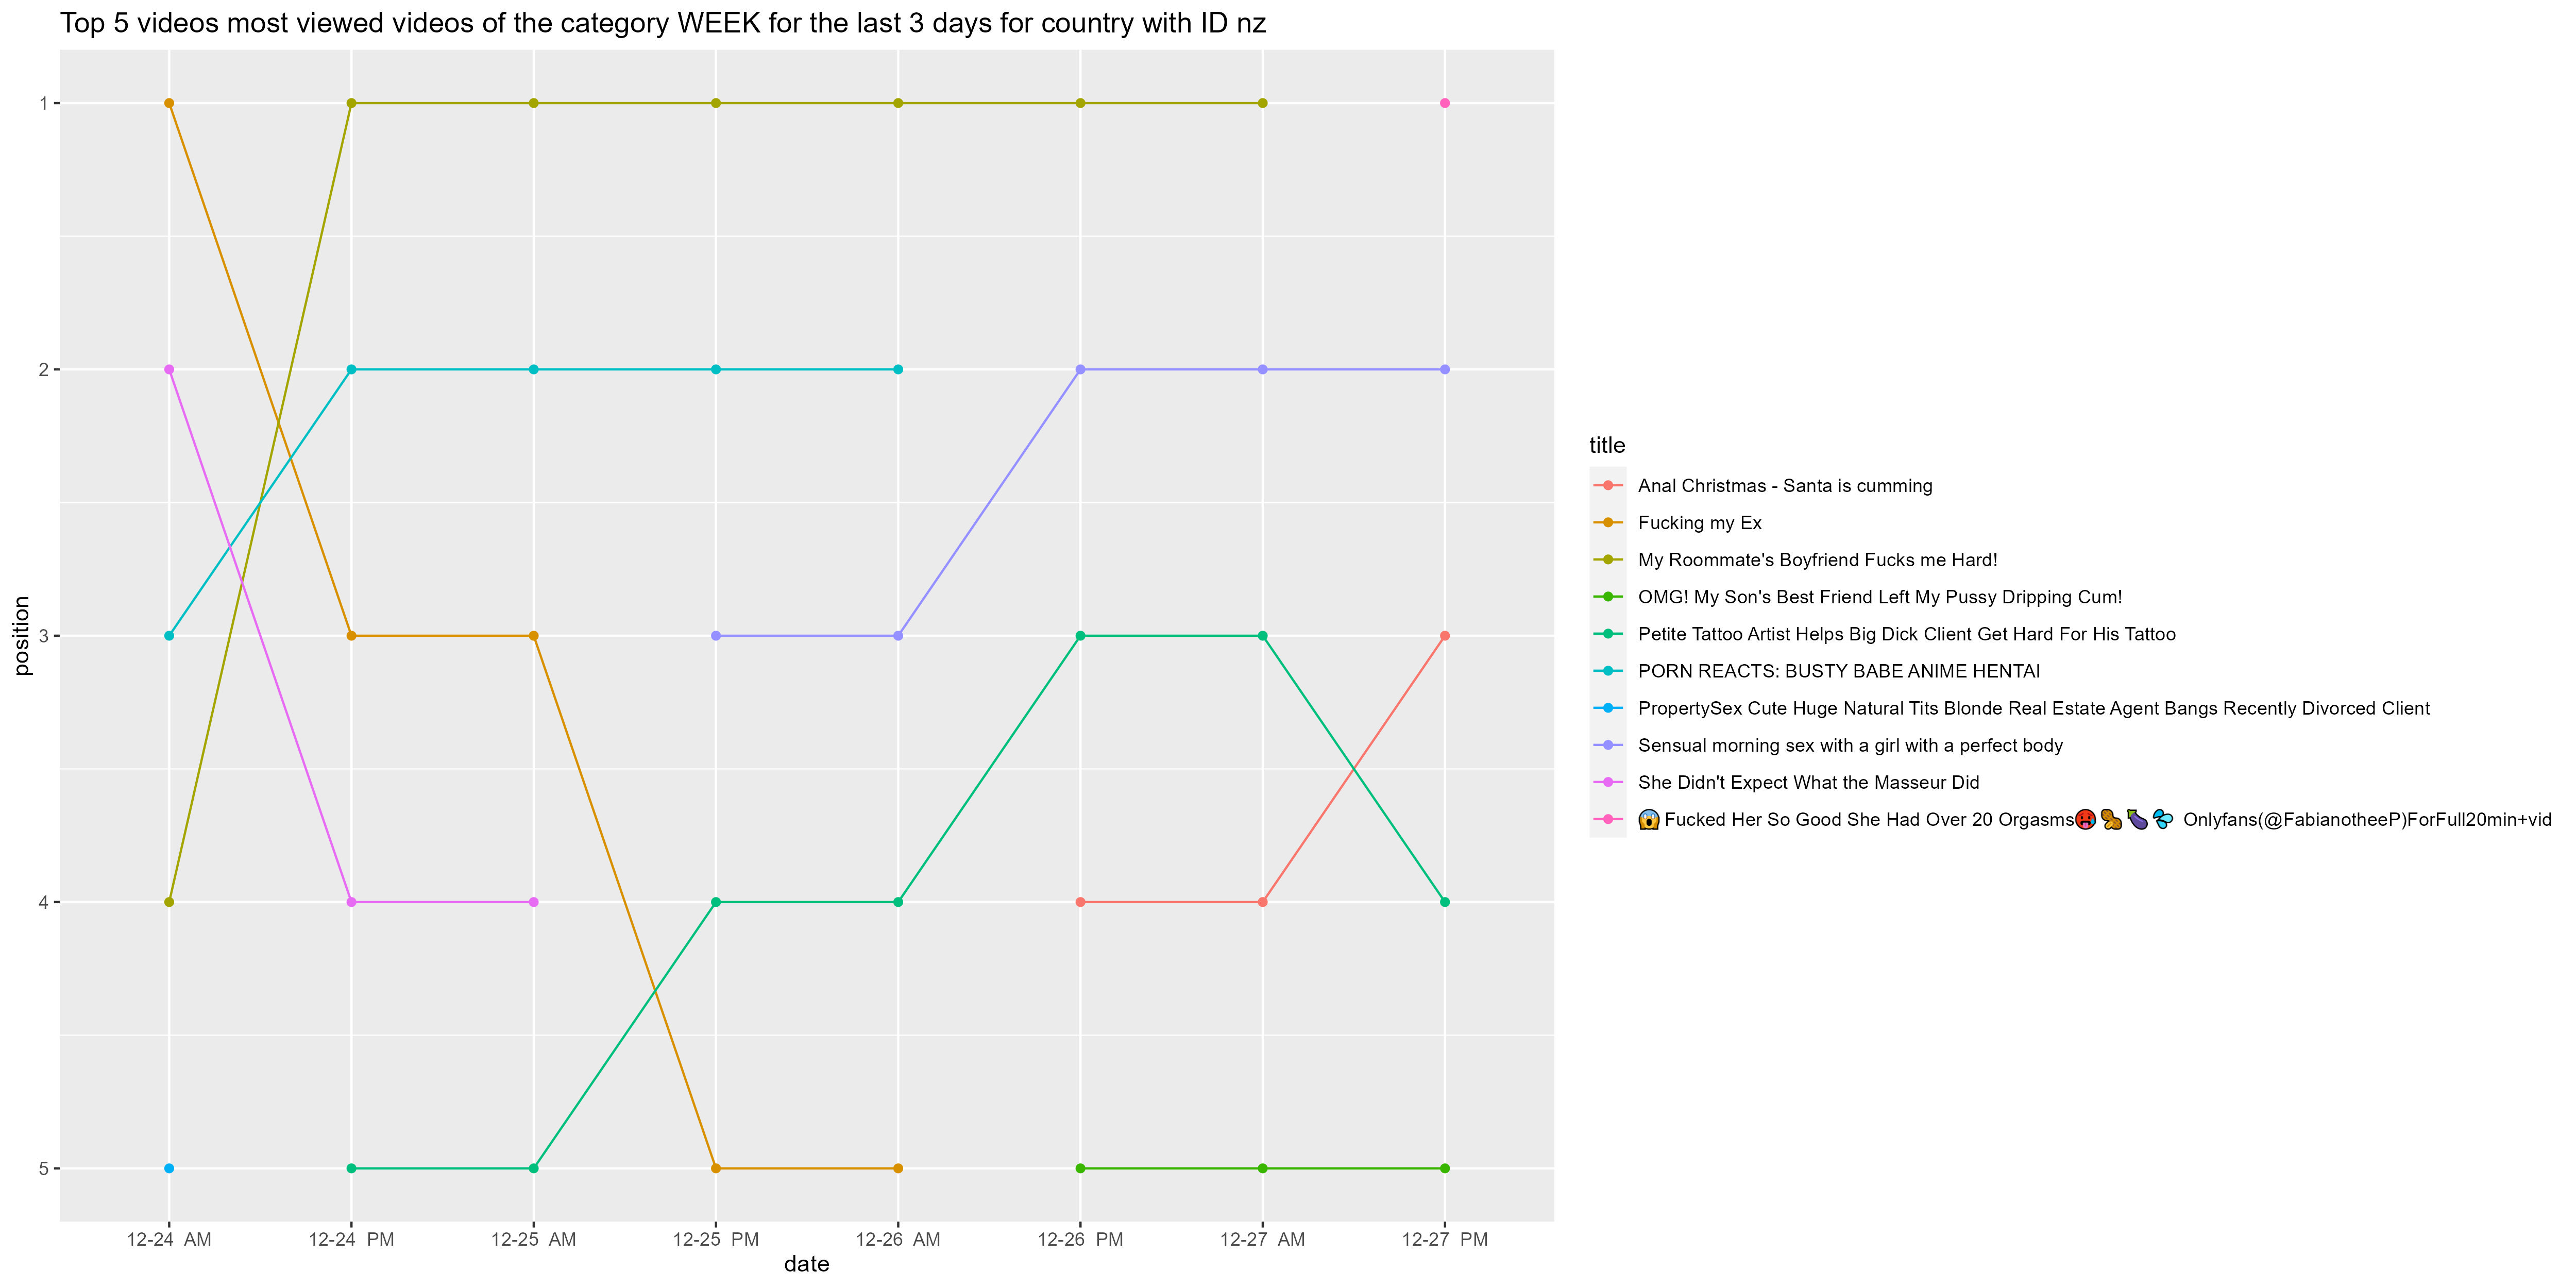 Top 5 videos most viewed videos of the category WEEK for the last 3 days for country with ID nz
position
1
2
3
4
5
12-24 AM
12-24 PM
12-25 AM
12-25 PM
12-26 AM
12-26 PM
12-27 AM
12-27 PM
date
title
Anal Christmas - Santa is cumming
Fucking my Ex
My Roommate's Boyfriend Fucks me Hard!
OMG! My Son's Best Friend Left My Pussy Dripping Cum!
Petite Tattoo Artist Helps Big Dick Client Get Hard For His Tattoo
PORN REACTS: BUSTY BABE ANIME HENTAI
PropertySex Cute Huge Natural Tits Blonde Real Estate Agent Bangs Recently Divorced Client
Sensual morning sex with a girl with a perfect body
She Didn't Expect What the Masseur Did
😱 Fucked Her So Good She Had Over 20 Orgasms🥵🥜🍆💦 Onlyfans(@FabianotheeP)ForFull20min+vid